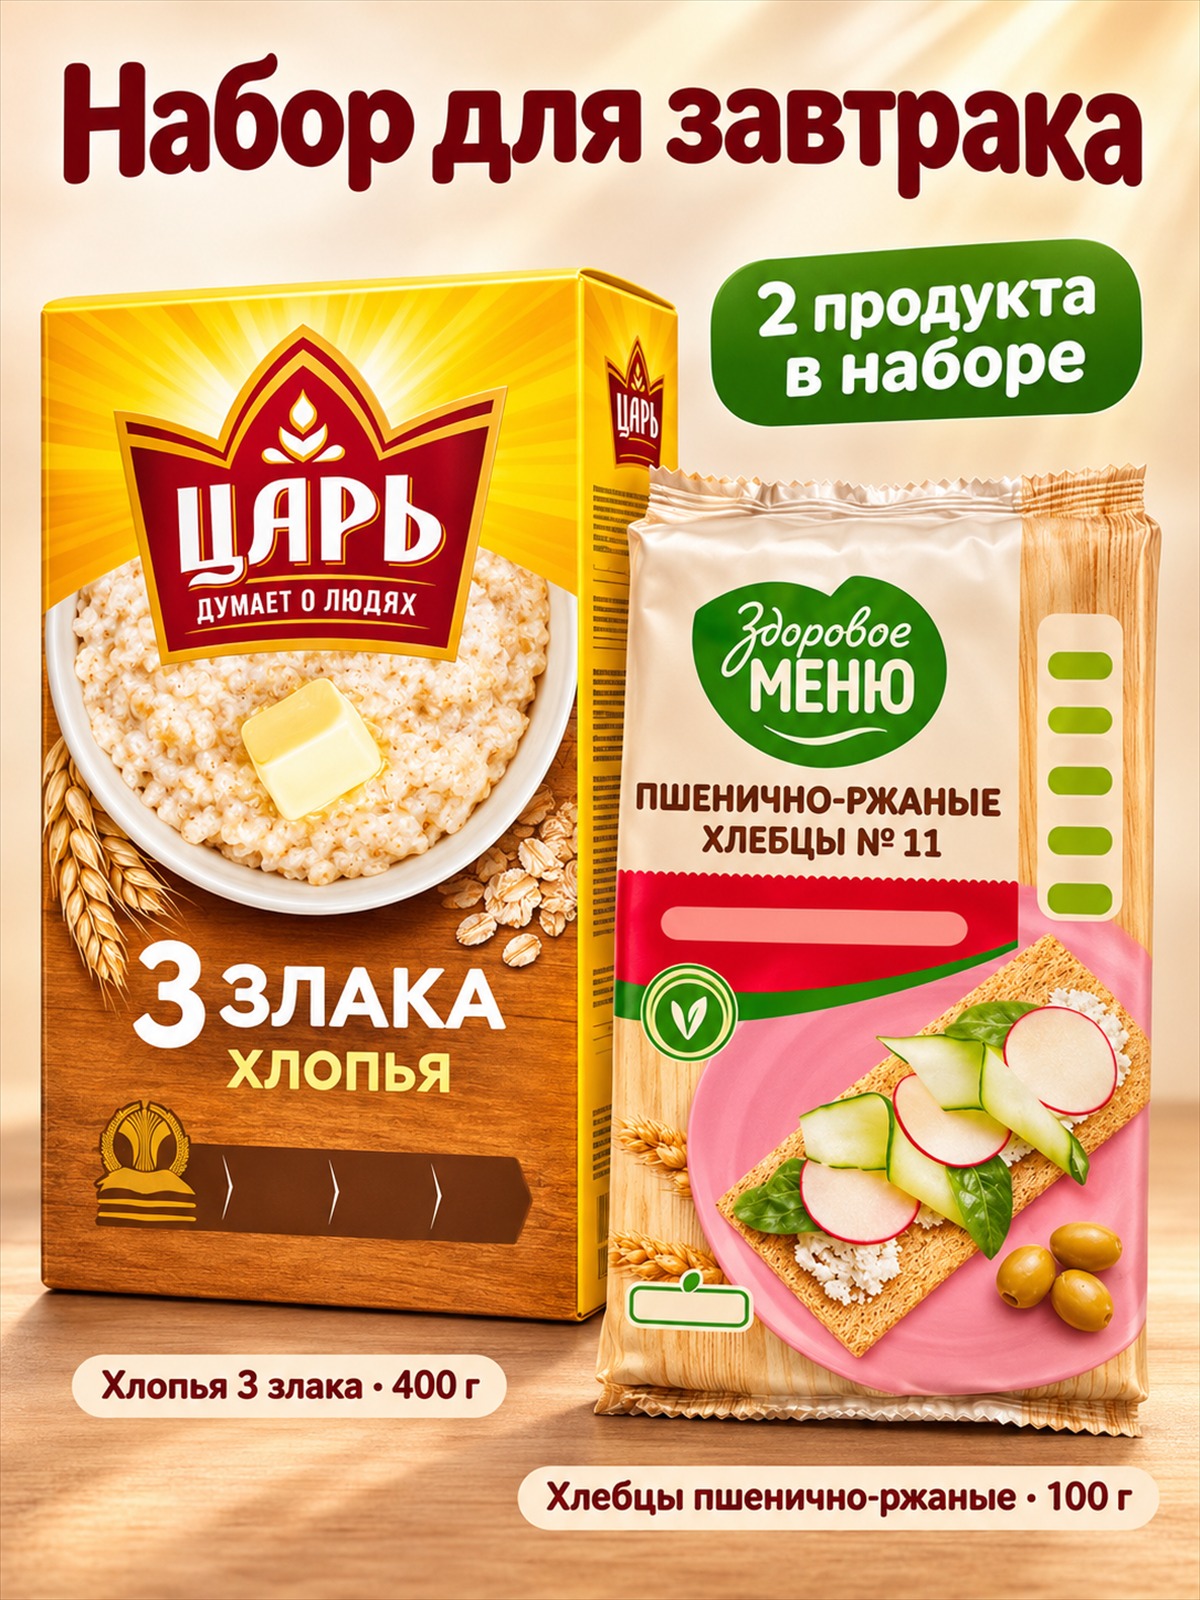 Набор для завтрака
2 продукта
в наборе
ЦАРЬ
ДУМАЕТ О ЛЮДЯХ
ЦАРЬ
3 ЗЛАКА
ХЛОПЬЯ
Здоровое
МЕНЮ
ПШЕНИЧНО-РЖАНЫЕ
ХЛЕБЦЫ № 11
Хлопья 3 злака • 400 г
Хлебцы пшенично-ржаные • 100 г